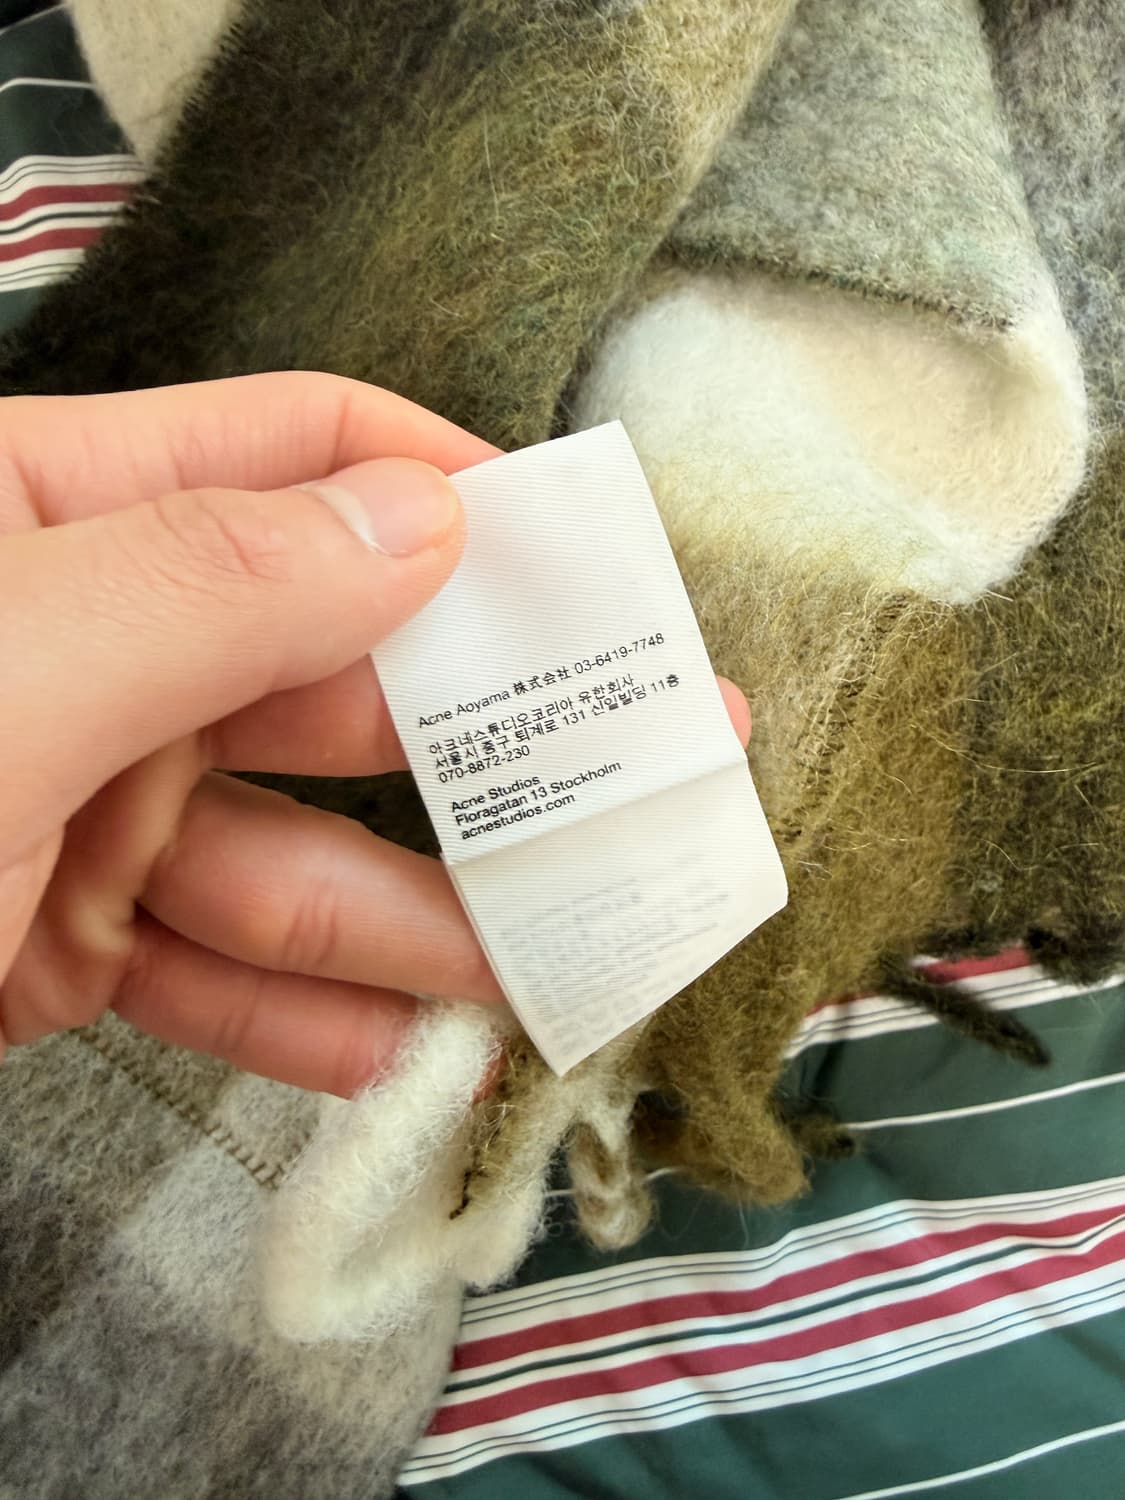 Acne Aoyama 株式会社 03-6419-7748
아크네스튜디오코리아 유한회사
서울시 중구 퇴계로 131 신일빌딩 11층
070-8872-230
Acne Studios
Floragatan 13 Stockholm
acnestudios.com